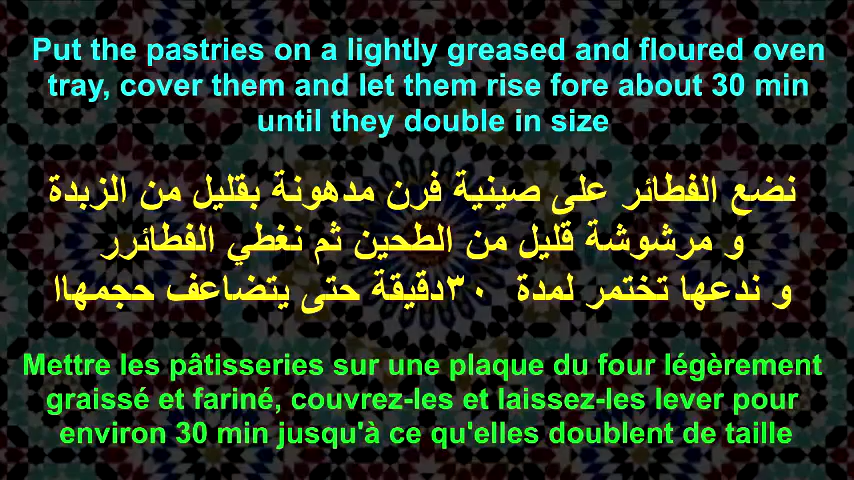 Put the pastries on a lightly greased and floured oven
tray, cover them and let them rise fore about 30 min
until they double in size
نضع الفطائر على صينية فرن مدهونة بقليل من الزبدة
و مرشوشة قليل من الطحين ثم نغطي الفطائرر
و ندعها تختمر لمدة ٣٠دقيقة حتى يتضاعف حجمهاا
Mettre les pâtisseries sur une plaque du four légèrement
graissé et fariné, couvrez-les et laissez-les lever pour
environ 30 min jusqu'à ce qu'elles doublent de taille